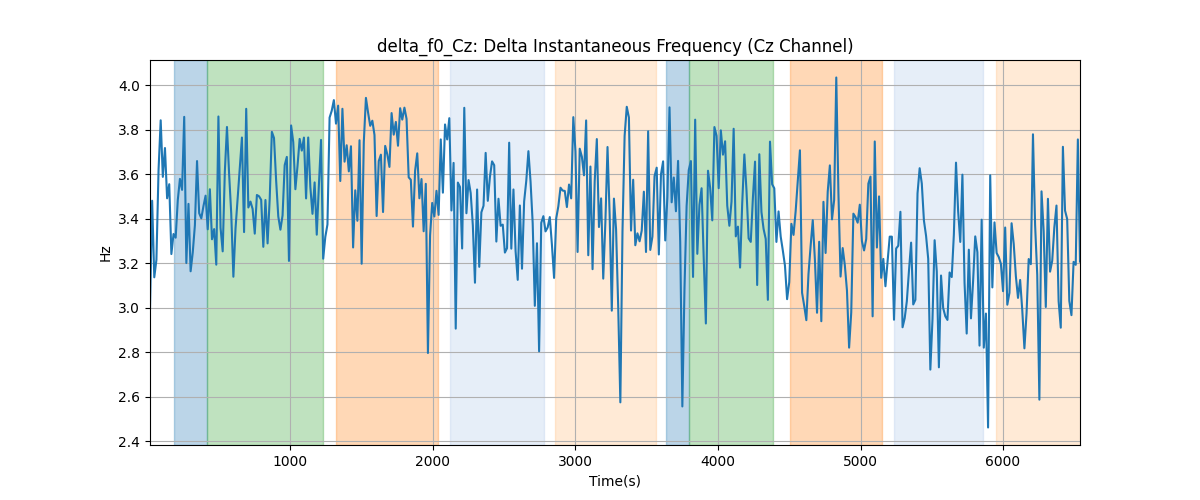 delta_f0_Cz: Delta Instantaneous Frequency (Cz Channel)
4.0
3.8
3.6
3.4
3.2
3.0
2.8
2.6
2.4
Hz
1000 2000 3000 4000 5000 6000
Time(s)